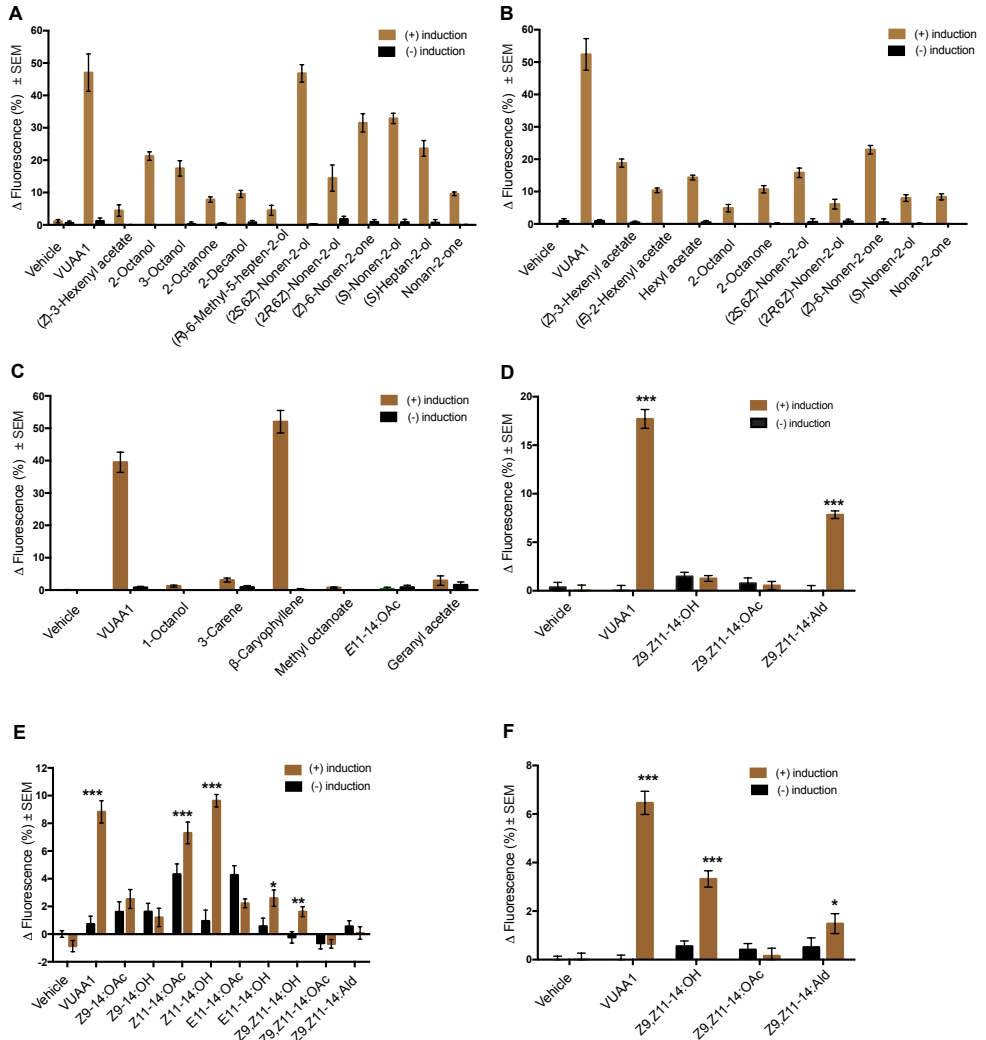 A
Δ Fluorescence (%) ± SEM
60
50
40
30
20
10
0
(+) induction
(-) induction
Vehicle
VUAA1
(Z)-3-Hexenyl acetate
2-Octanol
3-Octanol
2-Octanone
2-Decanol
(R)-6-Methyl-5-hepten-2-ol
(2S,6Z)-Nonen-2-ol
(2R,6Z)-Nonen-2-ol
(Z)-6-Nonen-2-one
(S)-Nonen-2-ol
(S)-Heptan-2-ol
Nonan-2-one
B
Δ Fluorescence (%) ± SEM
60
50
40
30
20
10
0
(+) induction
(-) induction
Vehicle
VUAA1
(Z)-3-Hexenyl acetate
(E)-2-Hexenyl acetate
Hexyl acetate
2-Octanol
2-Octanone
(2S,6Z)-Nonen-2-ol
(2R,6Z)-Nonen-2-ol
(Z)-6-Nonen-2-one
(S)-Nonen-2-ol
Nonan-2-one
C
Δ Fluorescence (%) ± SEM
60
50
40
30
20
10
0
(+) induction
(-) induction
Vehicle
VUAA1
1-Octanol
3-Carene
β-Caryophyllene
Methyl octanoate
E11-14:OAc
Geranyl acetate
D
Δ Fluorescence (%) ± SEM
20
15
10
5
0
(+) induction
(-) induction
***
***
Vehicle
VUAA1
Z9,Z11-14:OH
Z9,Z11-14:OAc
Z9,Z11-14:Ald
E
Δ Fluorescence (%) ± SEM
12
10
8
6
4
2
0
-2
(+) induction
(-) induction
***
***
***
*
**
Vehicle
VUAA1
Z9-14:OAc
Z9-14:OH
Z11-14:OAc
Z11-14:OH
E11-14:OAc
E11-14:OH
Z9,Z11-14:OH
Z9,Z11-14:OAc
Z9,Z11-14:Ald
F
Δ Fluorescence (%) ± SEM
8
6
4
2
0
(+) induction
(-) induction
***
***
*
Vehicle
VUAA1
Z9,Z11-14:OH
Z9,Z11-14:OAc
Z9,Z11-14:Ald